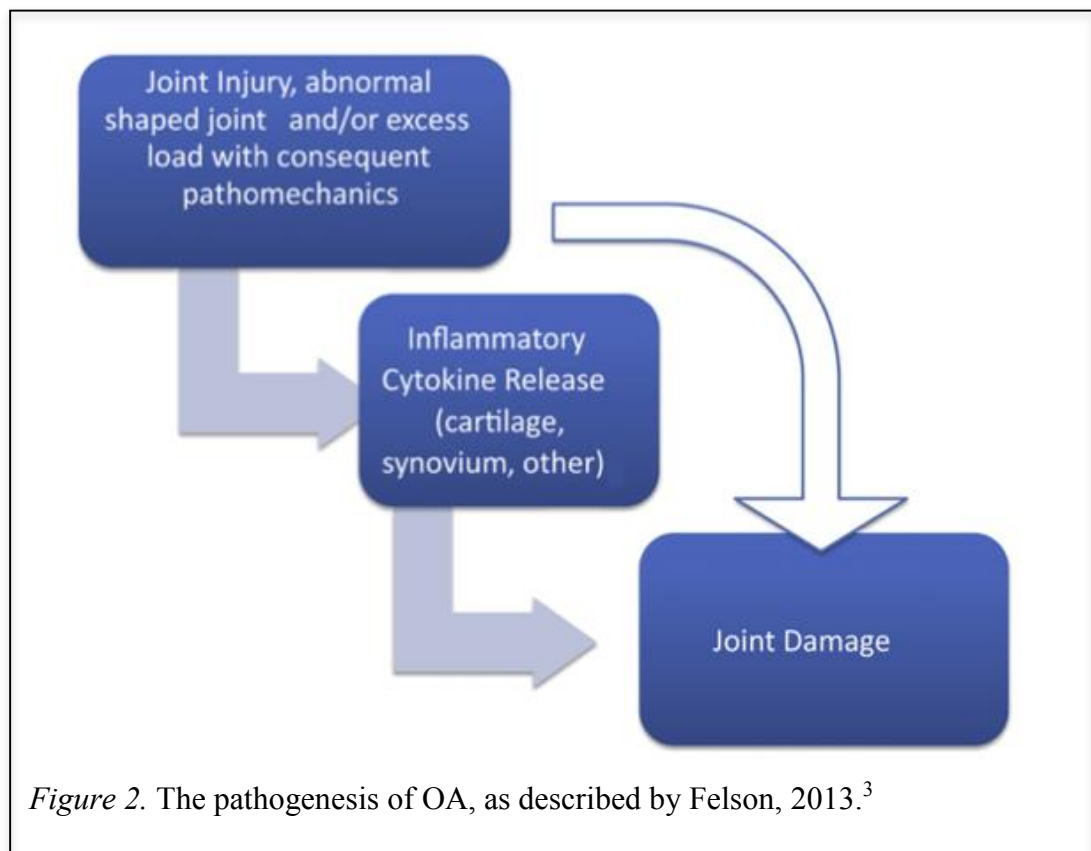 Joint Injury, abnormal
shaped joint and/or excess
load with consequent
pathomechanics
Inflammatory
Cytokine Release
(cartilage,
synovium, other)
Joint Damage
Figure 2. The pathogenesis of OA, as described by Felson, 2013.³